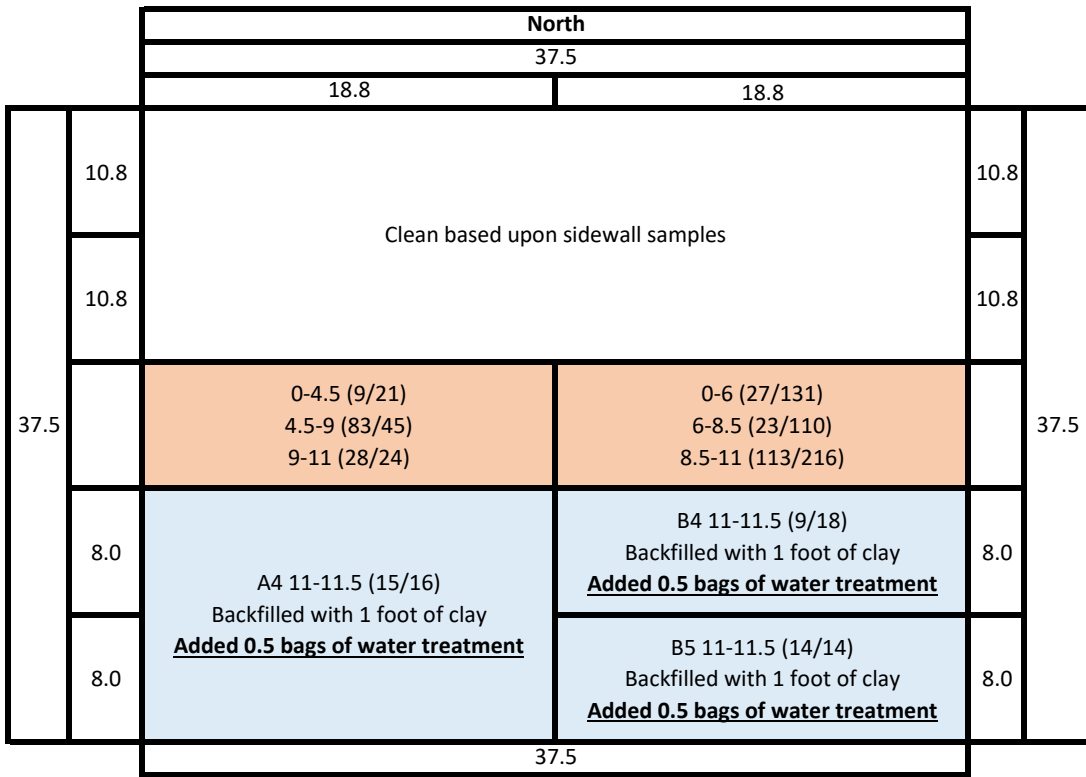 North
37.5
18.8
18.8
10.8
10.8
Clean based upon sidewall samples
10.8
10.8
37.5
0-4.5 (9/21)
4.5-9 (83/45)
9-11 (28/24)
0-6 (27/131)
6-8.5 (23/110)
8.5-11 (113/216)
37.5
8.0
8.0
A4 11-11.5 (15/16)
Backfilled with 1 foot of clay
Added 0.5 bags of water treatment
B4 11-11.5 (9/18)
Backfilled with 1 foot of clay
Added 0.5 bags of water treatment
8.0
B5 11-11.5 (14/14)
Backfilled with 1 foot of clay
Added 0.5 bags of water treatment
8.0
37.5